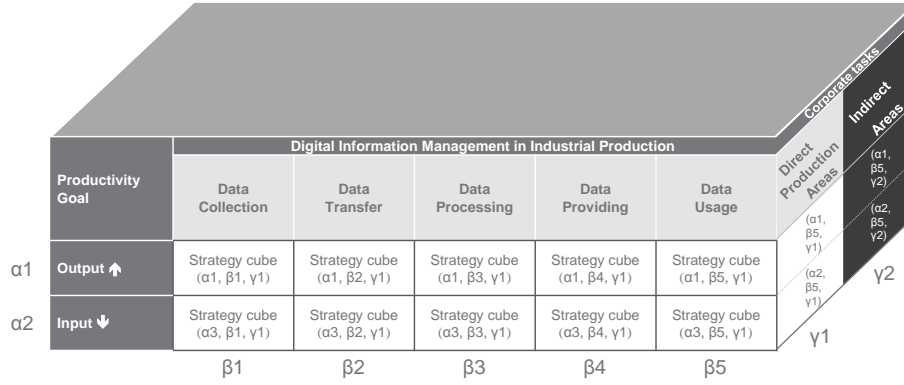 Corporate tasks
Digital Information Management in Industrial Production
Productivity
Goal
Data
Collection
Data
Transfer
Data
Processing
Data
Providing
Data
Usage
Direct
Production
Areas
Indirect
Areas
α1
Output 🡹
Strategy cube
(α1, β1, γ1)
Strategy cube
(α1, β2, γ1)
Strategy cube
(α1, β3, γ1)
Strategy cube
(α1, β4, γ1)
Strategy cube
(α1, β5, γ1)
(α1,
β5,
γ1)
(α1,
β5,
γ2)
α2
Input 🡻
Strategy cube
(α3, β1, γ1)
Strategy cube
(α3, β2, γ1)
Strategy cube
(α3, β3, γ1)
Strategy cube
(α3, β4, γ1)
Strategy cube
(α3, β5, γ1)
(α2,
β5,
γ1)
(α2,
β5,
γ2)
β1
β2
β3
β4
β5
γ1
γ2